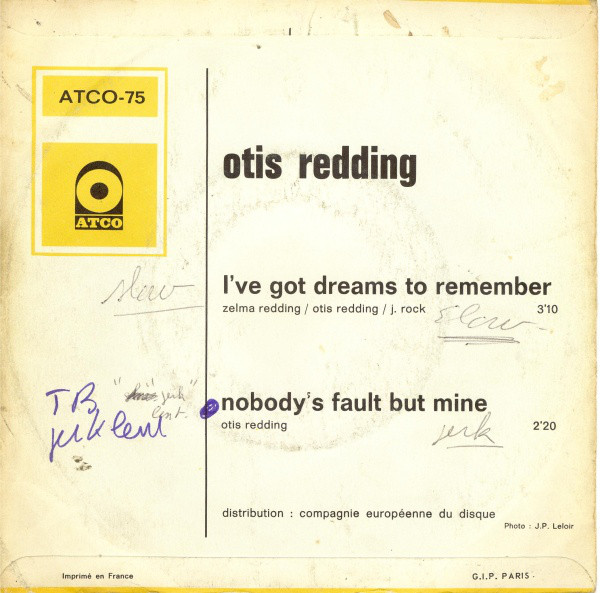 ATCO-75
ATCO
otis redding
I've got dreams to remember
zelma redding / otis redding / j. rock
3'10
slow
slow
nobody's fault but mine
otis redding
2'20
jerk
TB
"jerk"
lent.
jerk lent
distribution : compagnie européenne du disque
Photo : J.P. Leloir
Imprimé en France
G.I.P. PARIS.